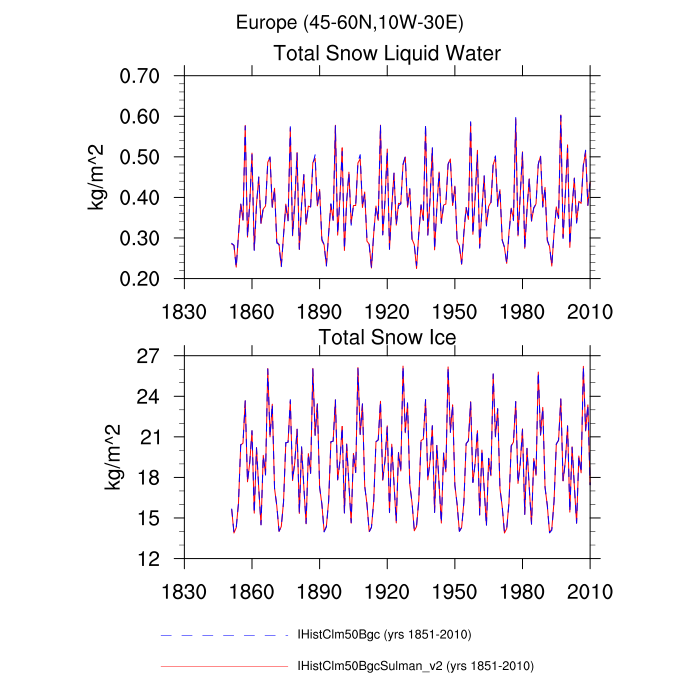 Europe (45-60N,10W-30E)
Total Snow Liquid Water
0.70
0.60
0.50
0.40
0.30
0.20
kg/m^2
1830 1860 1890 1920 1950 1980 2010
Total Snow Ice
27
24
21
18
15
12
kg/m^2
1830 1860 1890 1920 1950 1980 2010
IHistClm50Bgc (yrs 1851-2010)
IHistClm50BgcSulman_v2 (yrs 1851-2010)